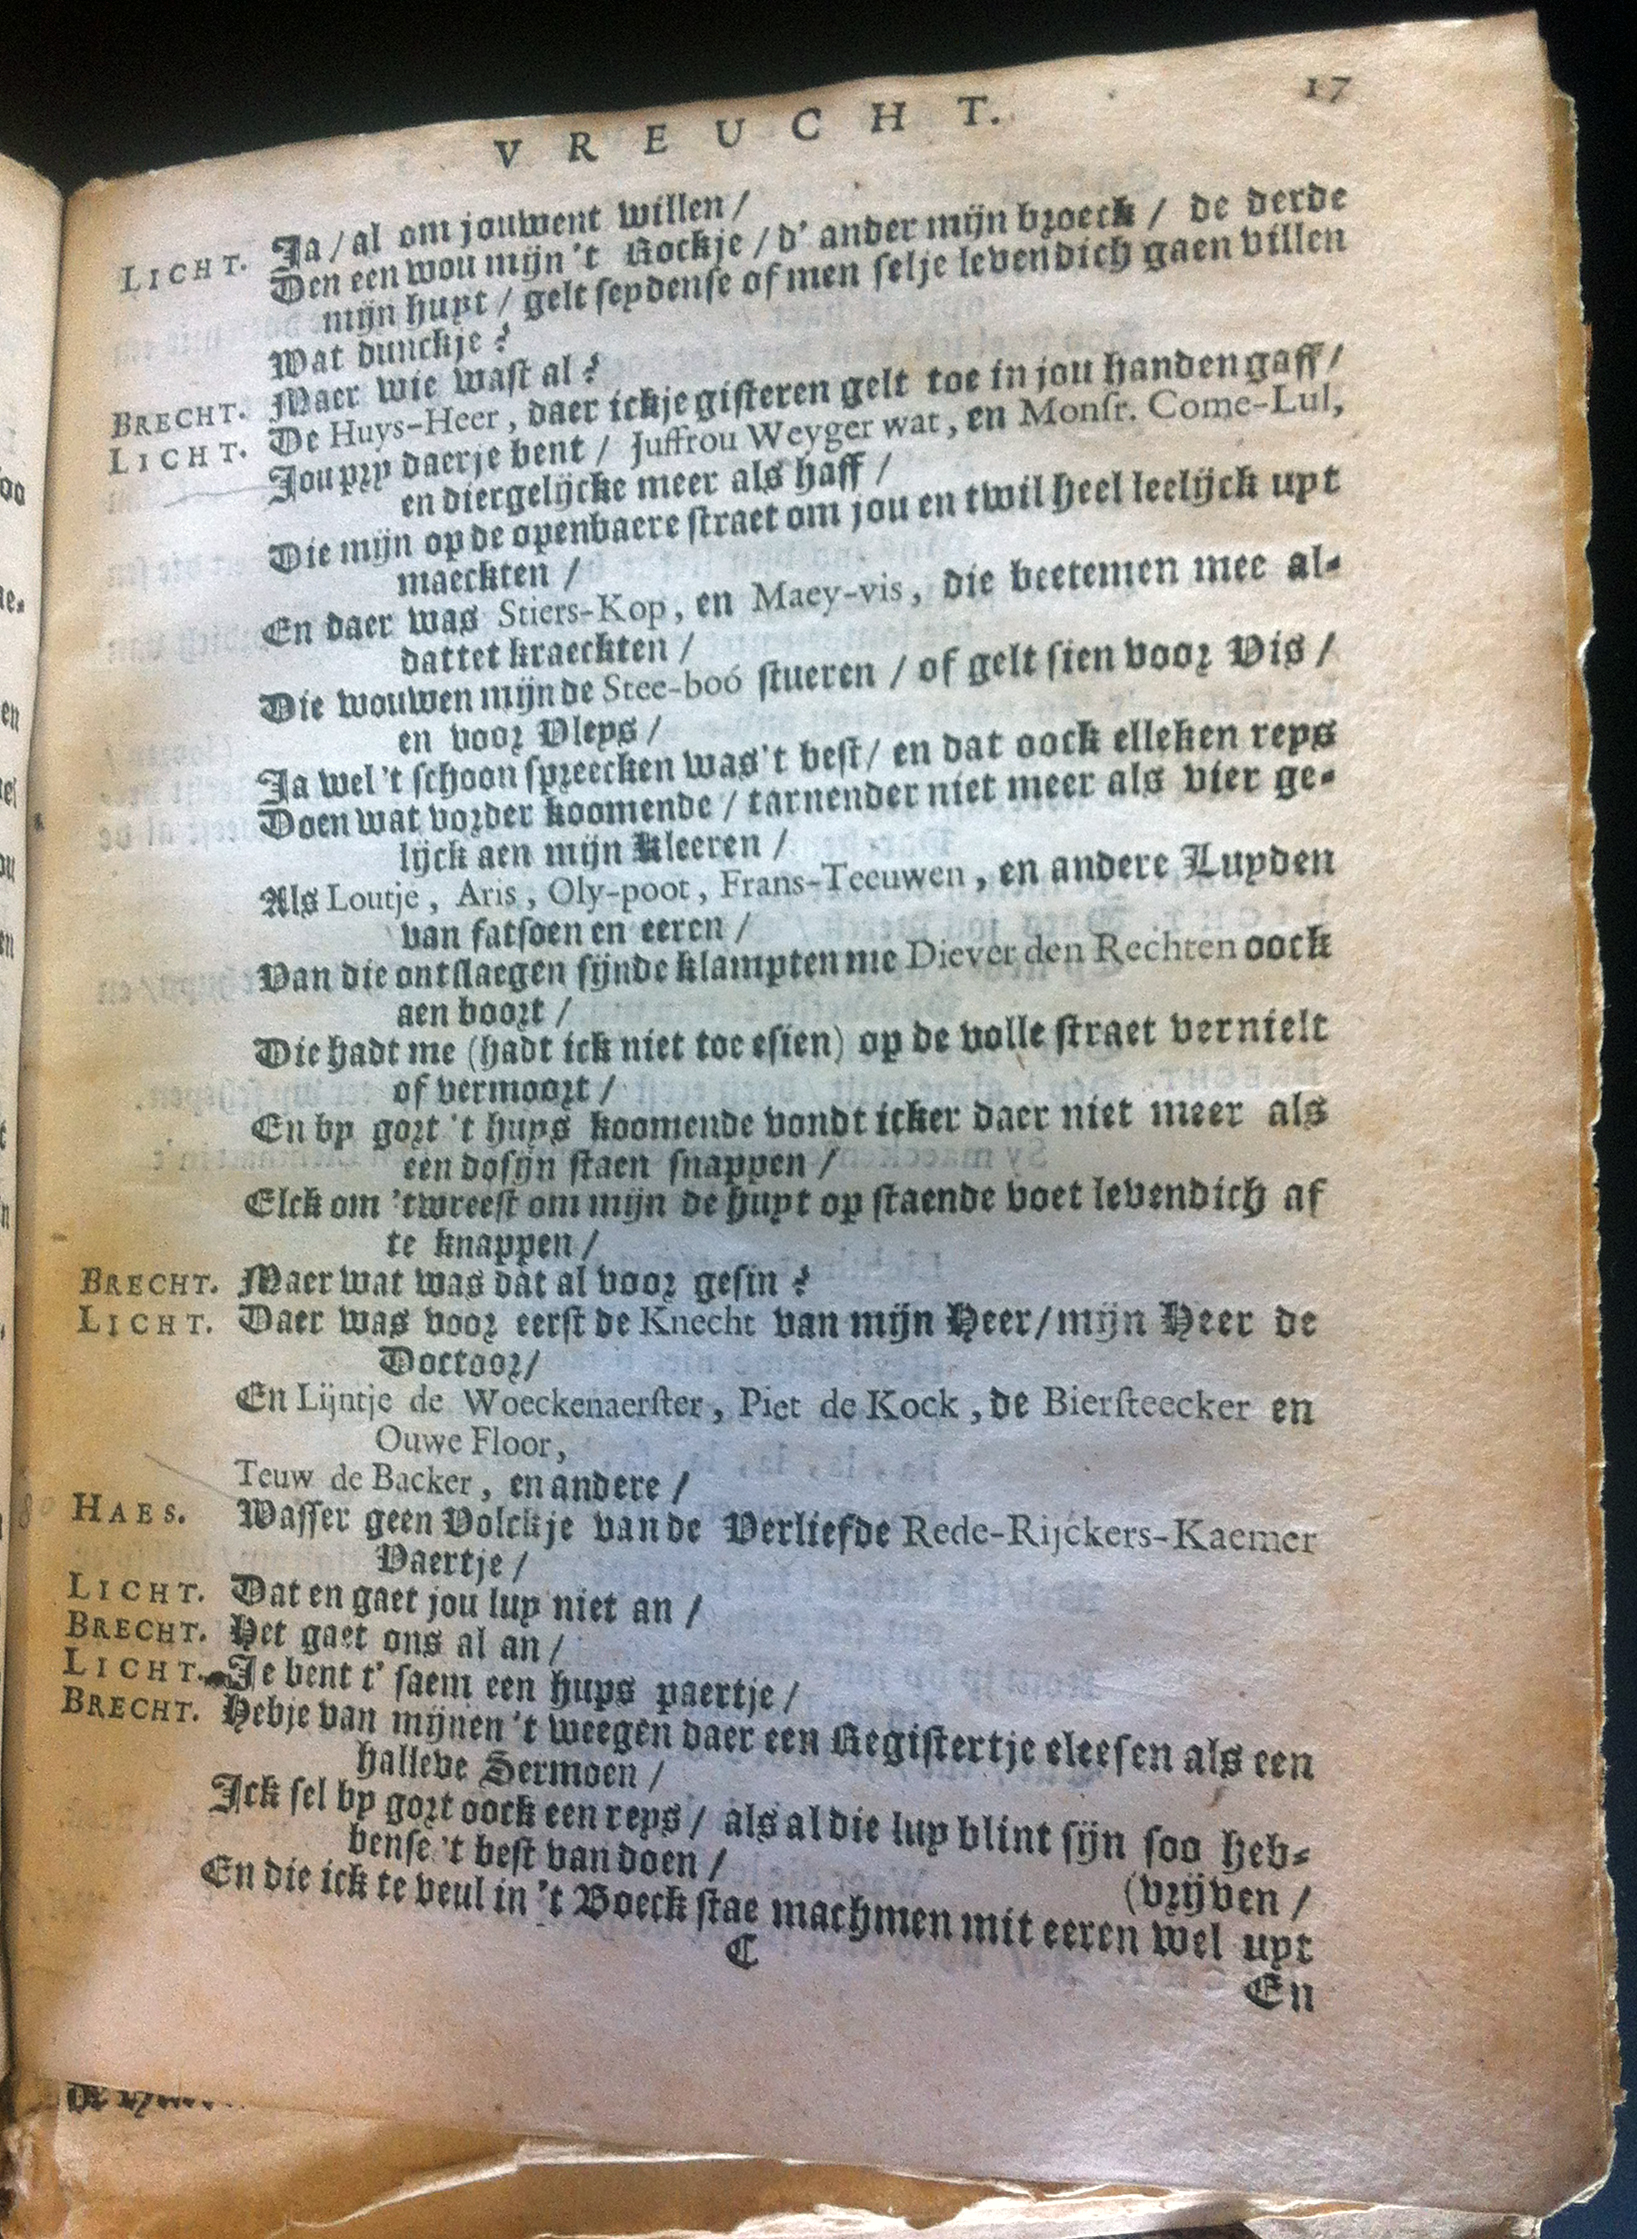 VREUCHT. 17
LICHT. Ja / al om jouwent willen /
Den een wou mijn 't Rockje / d' ander mijn broeck / de derde
mijn huyt / gelt seydense of men selje levendich gaen villen
Wat dunckje?
BRECHT. Maer wie wast al?
LICHT. De Huys-Heer, daer ickje gisteren gelt toe in jou handen gaff /
Jou pry daerje bent / Juffrou Weyger wat, en Monsr. Come-Lul,
en diergelijcke meer als haff /
Die mijn op de openbaere straet om jou en twil heel leelijck uyt
maeckten /
En daer was Stiers-Kop, en Maey-vis, die beetemen mee al-
dattet kraeckten /
Die wouwen mijn de Stee-boó stueren / of gelt sien voor Vis /
en voor Vleys /
Ja wel 't schoon spreecken was 't best / en dat oock elleken reys
Doen wat vorder koomende / tarnender niet meer als vier ge-
lijck aen mijn Kleeren /
Als Loutje, Aris, Oly-poot, Frans-Teeuwen, en andere Luyden
van fatsoen en eeren /
Van die ontslaegen sijnde klampten me Diever den Rechten oock
aen boort /
Die hadt me (hadt ick niet toe esien) op de volle straet vernielt
of vermoort /
En by gort 't huys koomende vondt icker daer niet meer als
een dosijn staen snappen /
Elck om 'twreest om mijn de huyt op staende voet levendich af
te knappen /
BRECHT. Maer wat was dat al voor gesin?
LICHT. Daer was voor eerst de Knecht van mijn Heer / mijn Heer de
Doctoor /
En Lijntje de Woeckenaerster, Piet de Kock, de Biersteecker en
Ouwe Floor,
Teuw de Backer, en andere /
HAES. Wasser geen Volckje van de Verliefde Rede-Rijckers-Kaemer
Vaertje /
LICHT. Dat en gaet jou luy niet an /
BRECHT. Het gaet ons al an /
LICHT. Je bent t' saem een hups paertje /
BRECHT. Hebje van mijnen 't weegen daer een Registertje eleesen als een
halleve Sermoen /
Ick sel by gort oock een reys / als al die luy blint sijn soo heb-
bense 't best van doen /
(vrijven /
En die ick te veul in 't Boeck stae machmen mit eeren wel uyt
C
En